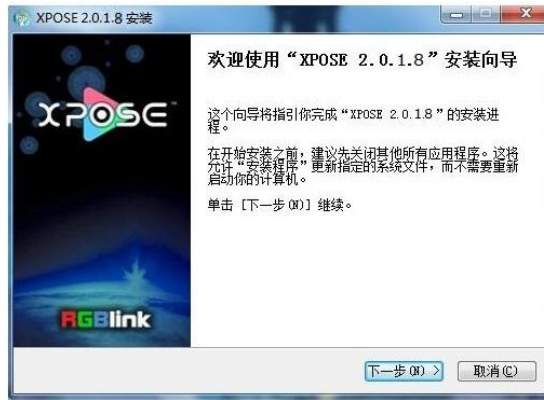 XPOSE 2.0.1.8 安装
XPOSE™
RGBlink
欢迎使用“XPOSE 2.0.1.8”安装向导
这个向导将指引你完成“XPOSE 2.0.1.8”的安装进
程。
在开始安装之前，建议先关闭其他所有应用程序。这将
允许“安装程序”更新指定的系统文件，而不需要重新
启动你的计算机。
单击 [下一步(N)] 继续。
下一步(N) >
取消(C)